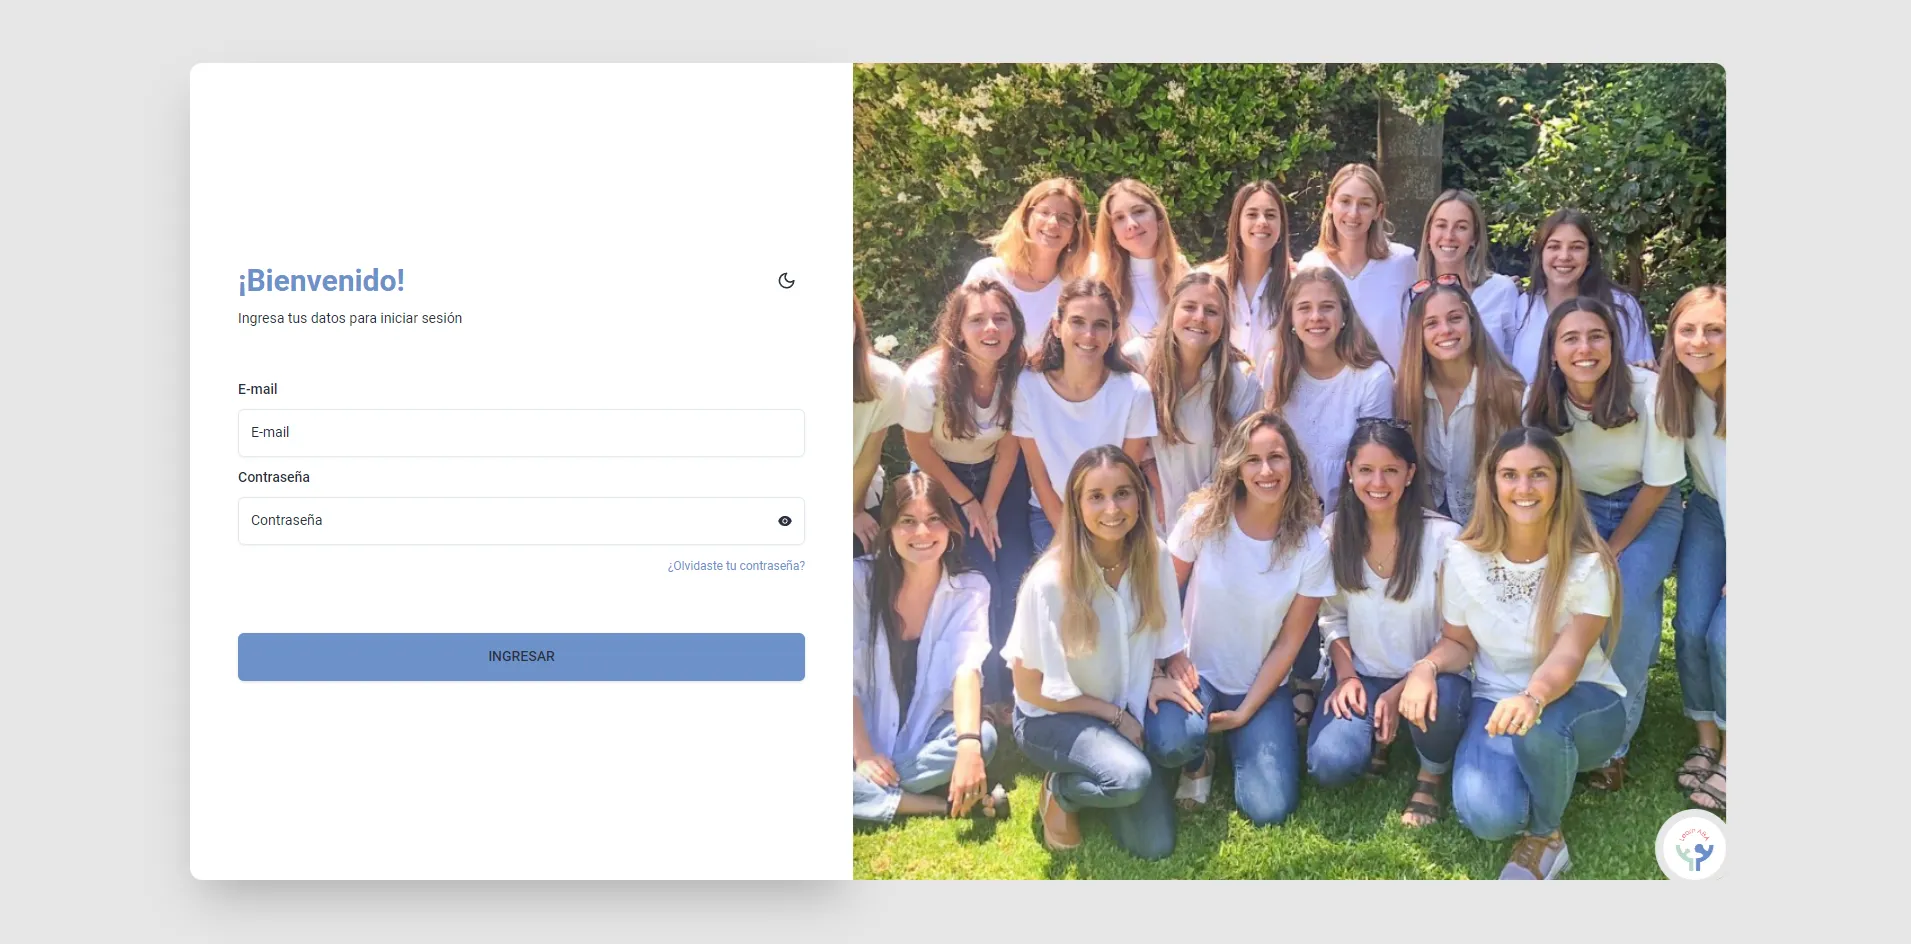 ¡Bienvenido!
Ingresa tus datos para iniciar sesión
E-mail
E-mail
Contraseña
Contraseña
¿Olvidaste tu contraseña?
INGRESAR